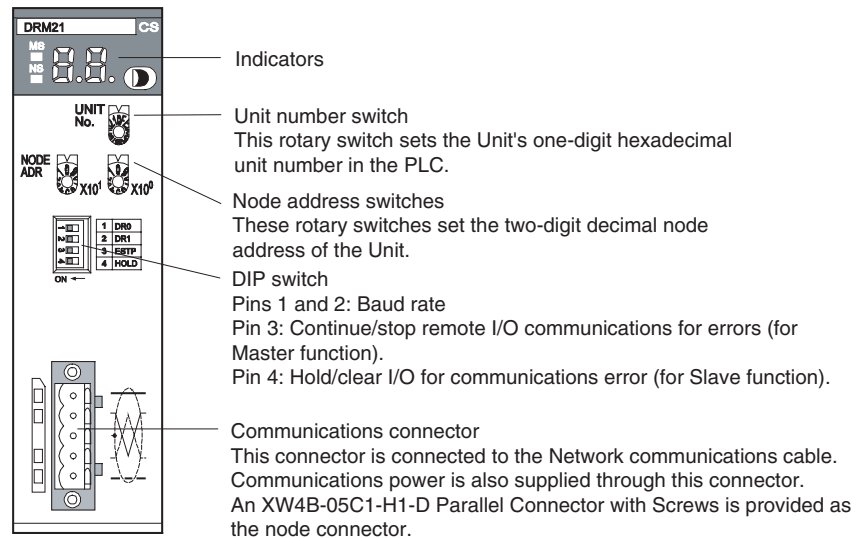 DRM21 CS
MS
NS
Indicators
UNIT
No.
Unit number switch
This rotary switch sets the Unit's one-digit hexadecimal
unit number in the PLC.
NODE
ADR
X10¹ X10⁰
Node address switches
These rotary switches set the two-digit decimal node
address of the Unit.
1 DR0
2 DR1
3 ESTP
4 HOLD
1
2
3
4
ON ←
DIP switch
Pins 1 and 2: Baud rate
Pin 3: Continue/stop remote I/O communications for errors (for
Master function).
Pin 4: Hold/clear I/O for communications error (for Slave function).
Communications connector
This connector is connected to the Network communications cable.
Communications power is also supplied through this connector.
An XW4B-05C1-H1-D Parallel Connector with Screws is provided as
the node connector.